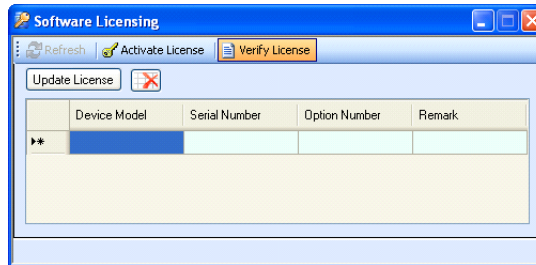 Software Licensing
Refresh Activate License Verify License
Update License
Device Model Serial Number Option Number Remark